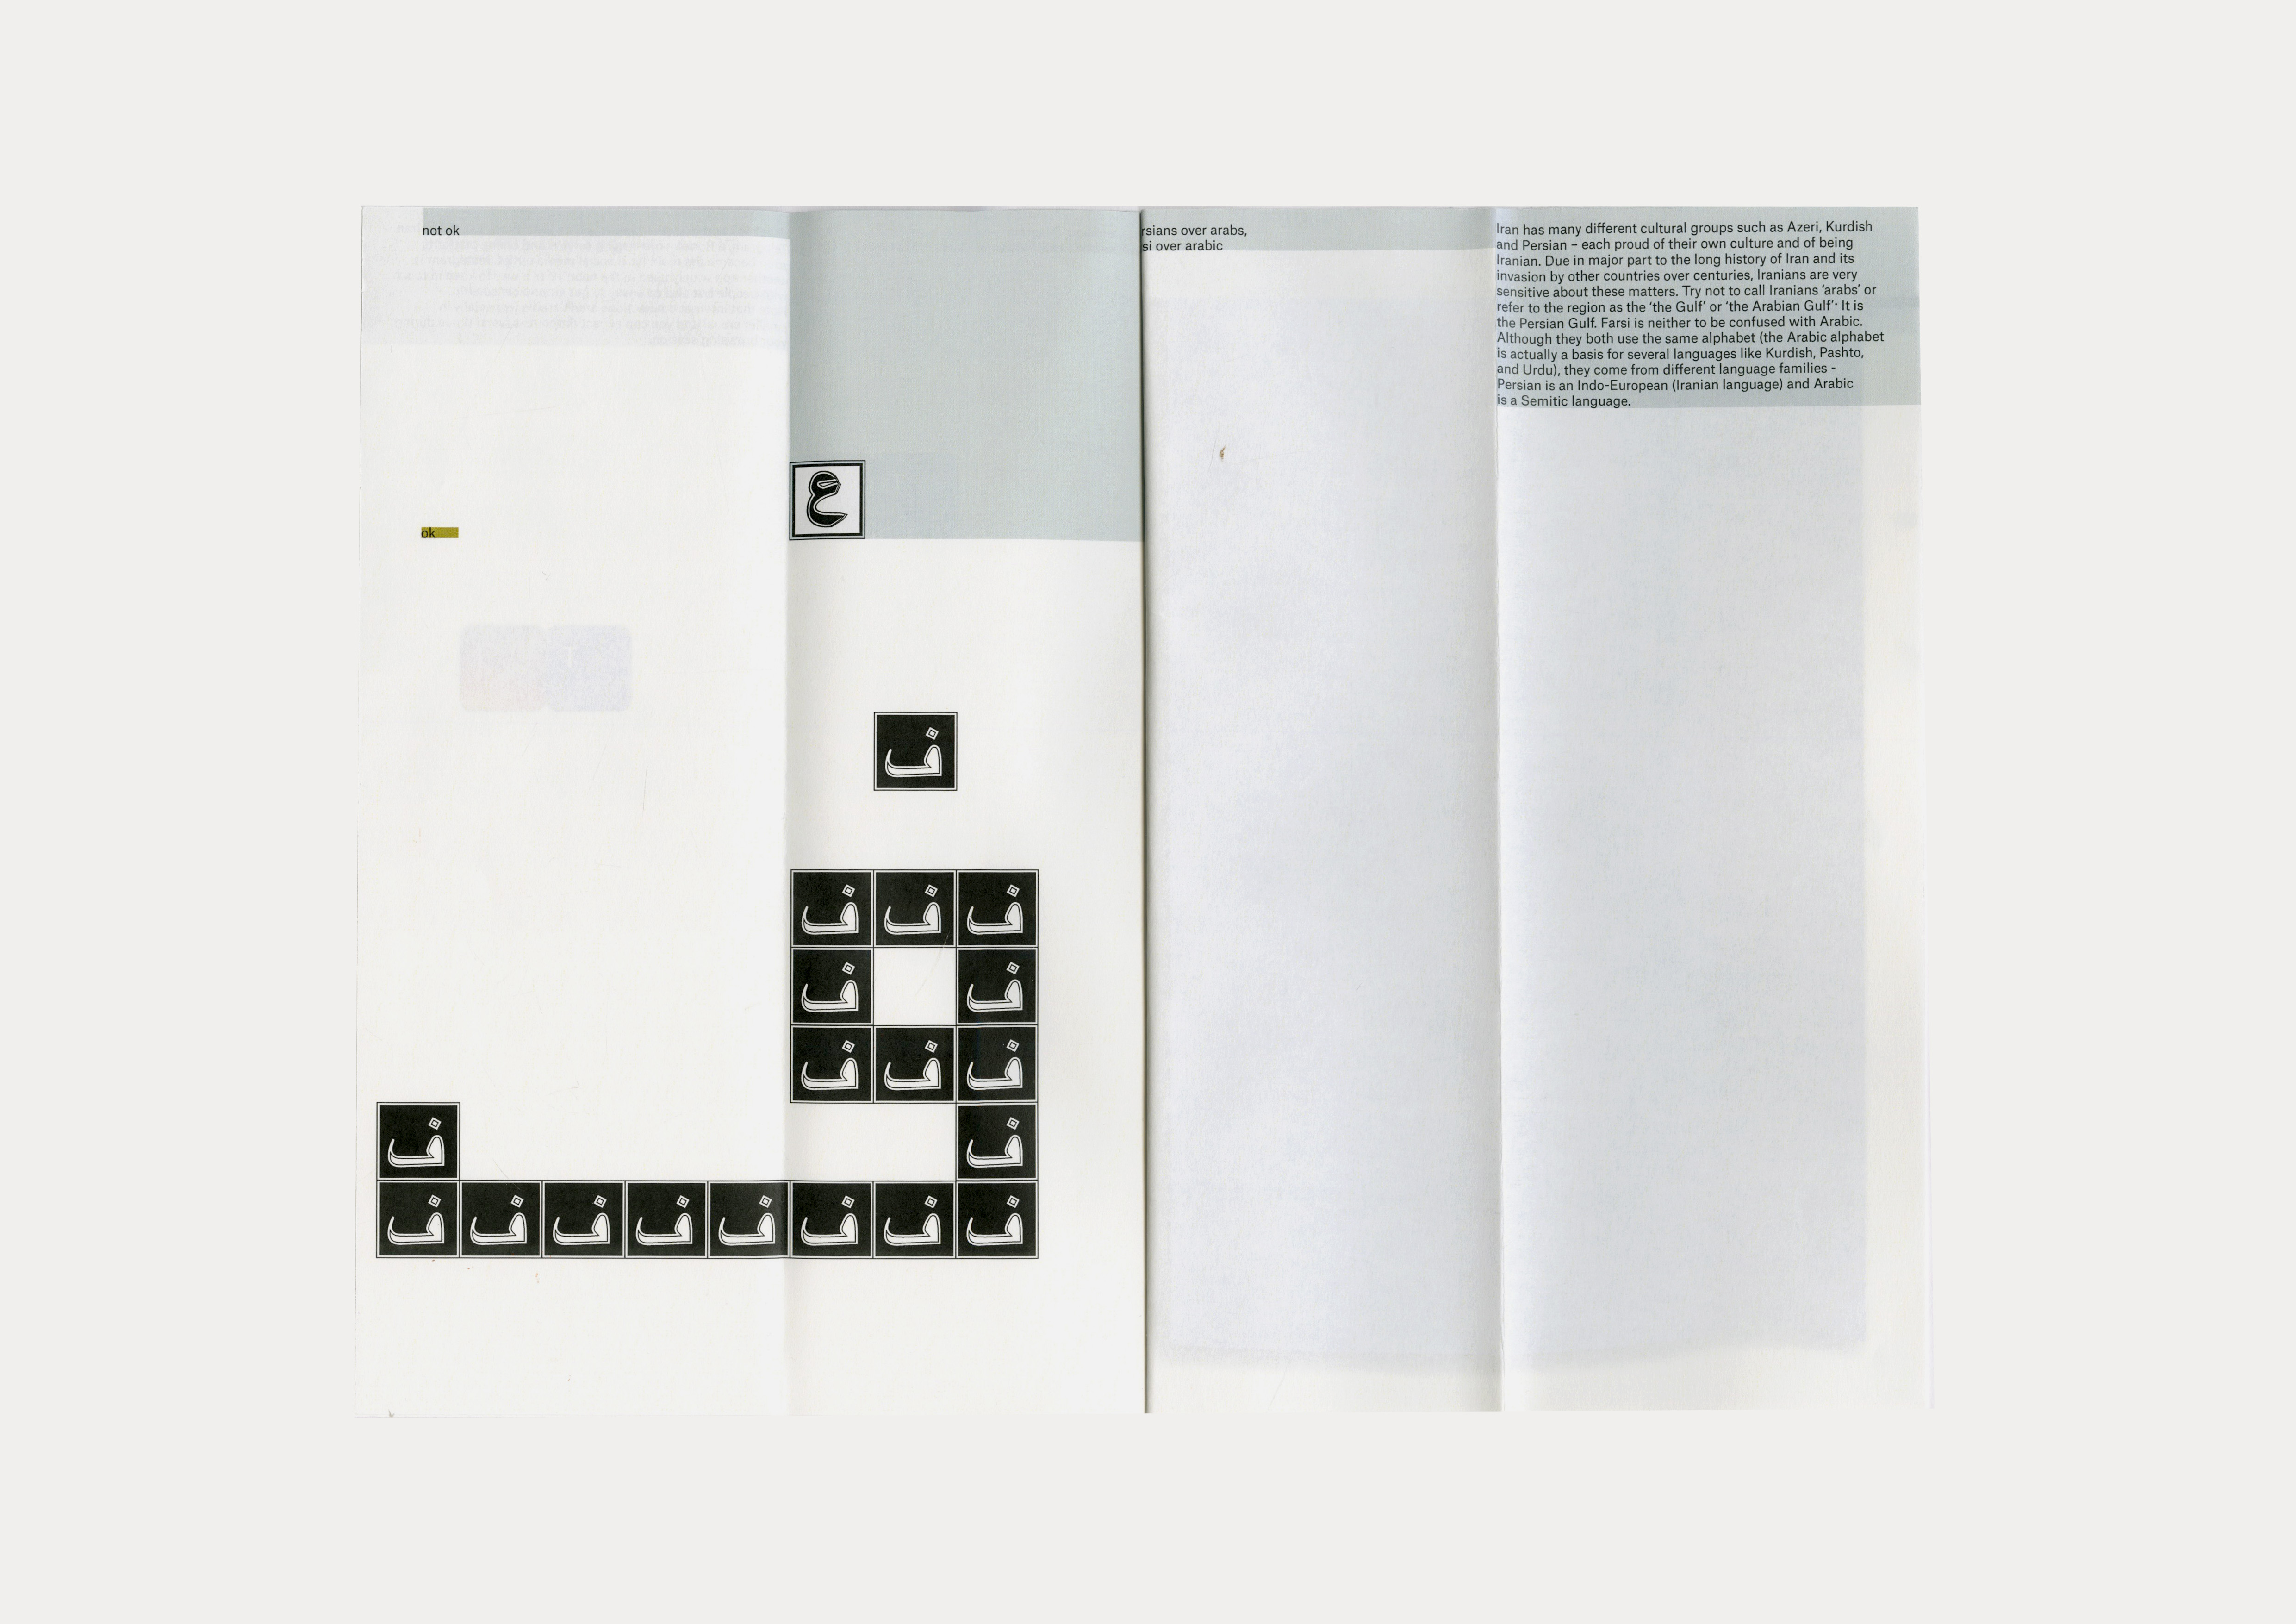 not ok
ok
ع
ف
ف ف ف
ف ف
ف ف ف
ف ف
ف ف ف ف ف ف ف ف
rsians over arabs,
si over arabic
Iran has many different cultural groups such as Azeri, Kurdish
and Persian – each proud of their own culture and of being
Iranian. Due in major part to the long history of Iran and its
invasion by other countries over centuries, Iranians are very
sensitive about these matters. Try not to call Iranians ‘arabs’ or
refer to the region as the ‘the Gulf’ or ‘the Arabian Gulf’· It is
the Persian Gulf. Farsi is neither to be confused with Arabic.
Although they both use the same alphabet (the Arabic alphabet
is actually a basis for several languages like Kurdish, Pashto,
and Urdu), they come from different language families -
Persian is an Indo-European (Iranian language) and Arabic
is a Semitic language.